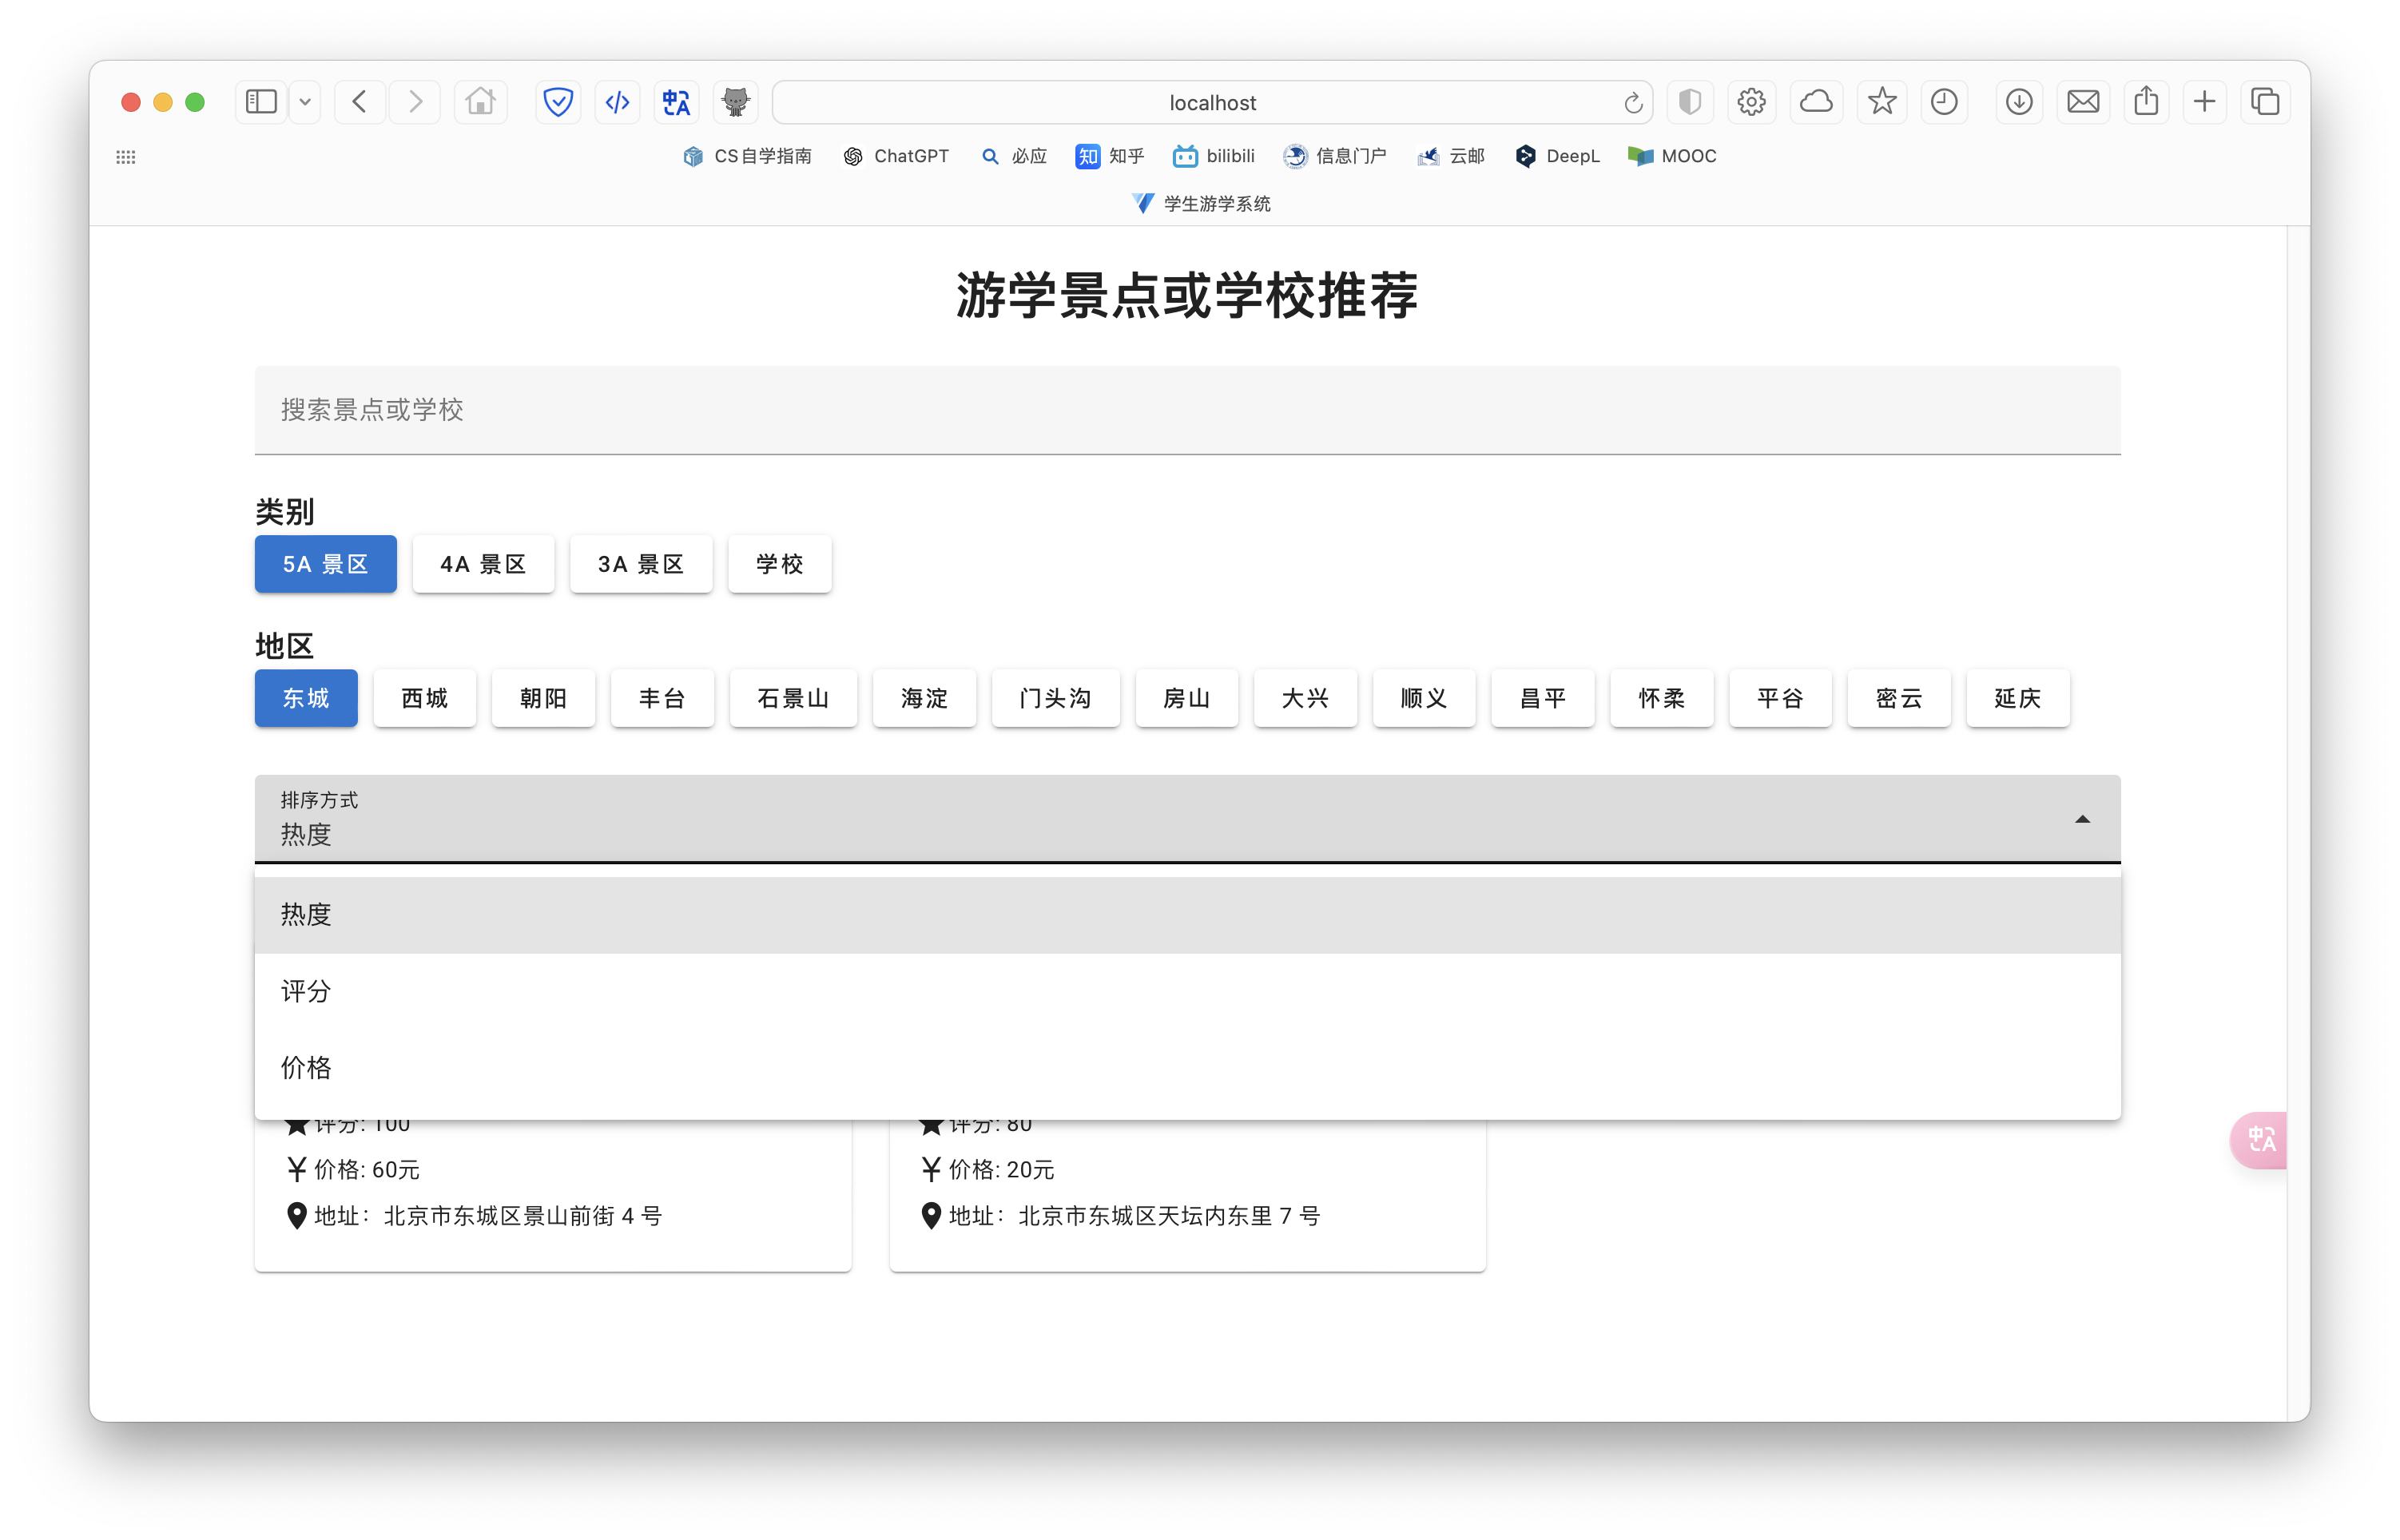 localhost
CS自学指南 ChatGPT 必应 知乎 bilibili 信息门户 云邮 DeepL MOOC
学生游学系统
游学景点或学校推荐
搜索景点或学校
类别
5A 景区 4A 景区 3A 景区 学校
地区
东城 西城 朝阳 丰台 石景山 海淀 门头沟 房山 大兴 顺义 昌平 怀柔 平谷 密云 延庆
排序方式
热度
热度
评分
价格
评分: 100 评分: 80
价格: 60元 价格: 20元
地址：北京市东城区景山前街 4 号 地址：北京市东城区天坛内东里 7 号